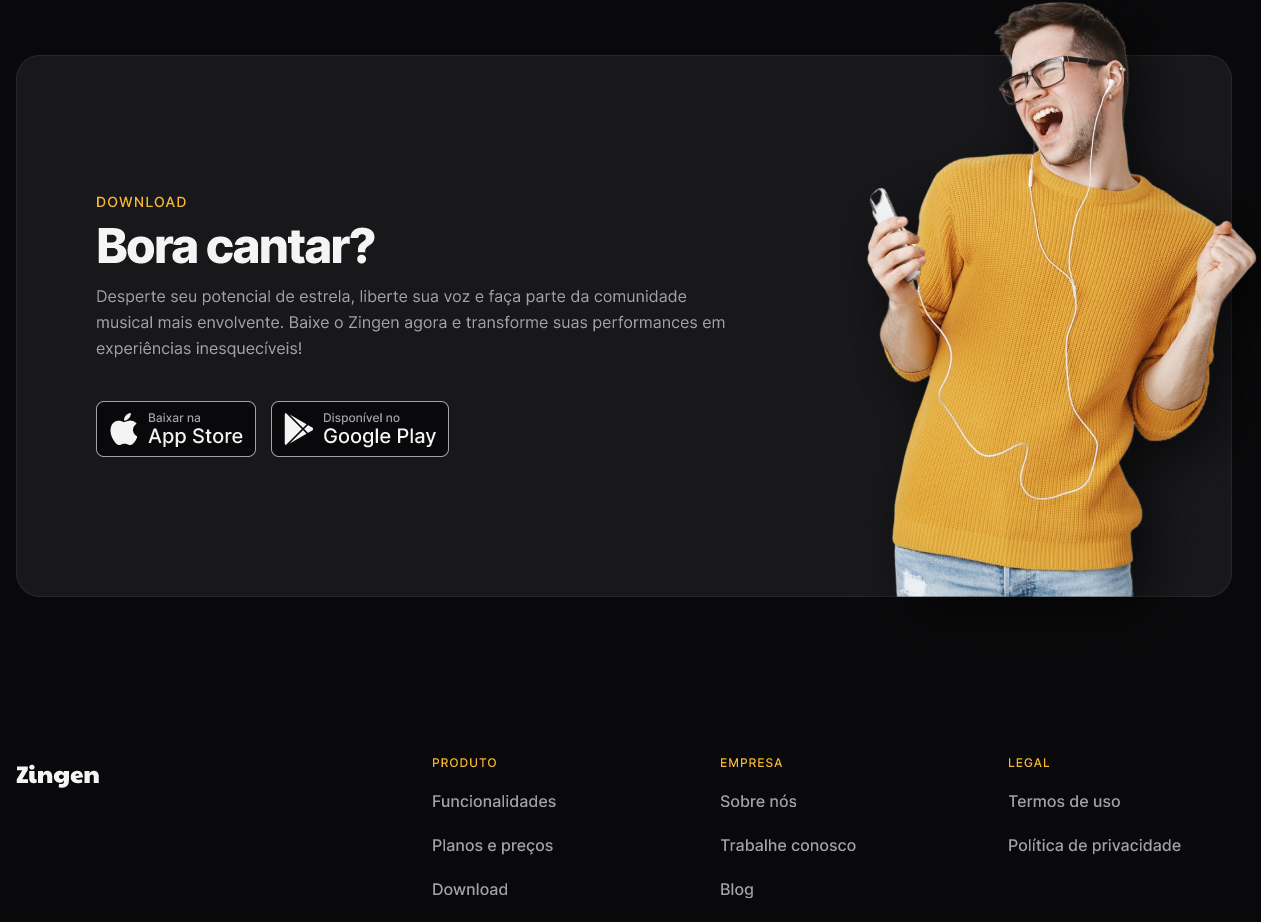 DOWNLOAD
Bora cantar?
Desperte seu potencial de estrela, liberte sua voz e faça parte da comunidade
musical mais envolvente. Baixe o Zingen agora e transforme suas performances em
experiências inesquecíveis!
Baixar na
App Store
Disponível no
Google Play
Zingen
PRODUTO
Funcionalidades
Planos e preços
Download
EMPRESA
Sobre nós
Trabalhe conosco
Blog
LEGAL
Termos de uso
Política de privacidade